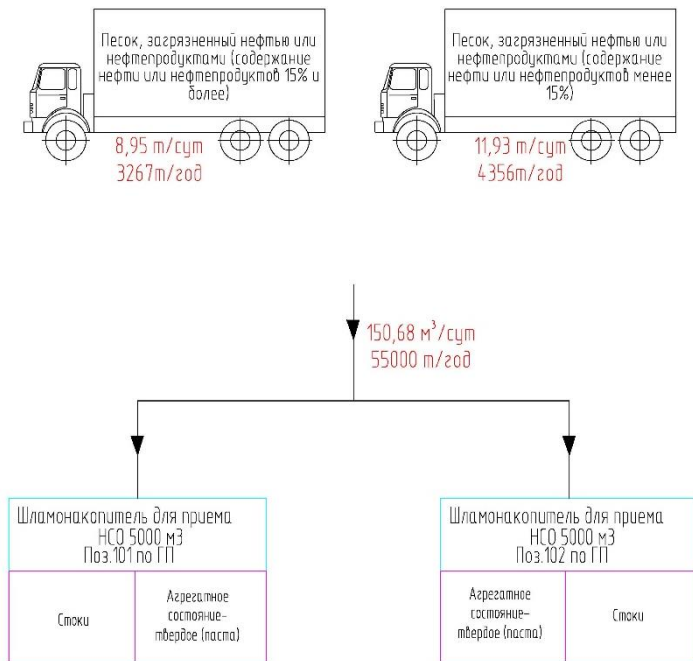 Песок, загрязненный нефтью или
нефтепродуктами (содержание
нефти или нефтепродуктов 15% и
более)
8,95 т/сут
3267т/год
Песок, загрязненный нефтью или
нефтепродуктами (содержание
нефти или нефтепродуктов менее
15%)
11,93 т/сут
4356т/год
150,68 м³/сут
55000 т/год
Шламонакопитель для приема
НСО 5000 м3
Поз.101 по ГП
Стоки
Агрегатное
состояние-
твердое (паста)
Шламонакопитель для приема
НСО 5000 м3
Поз.102 по ГП
Агрегатное
состояние-
твердое (паста)
Стоки